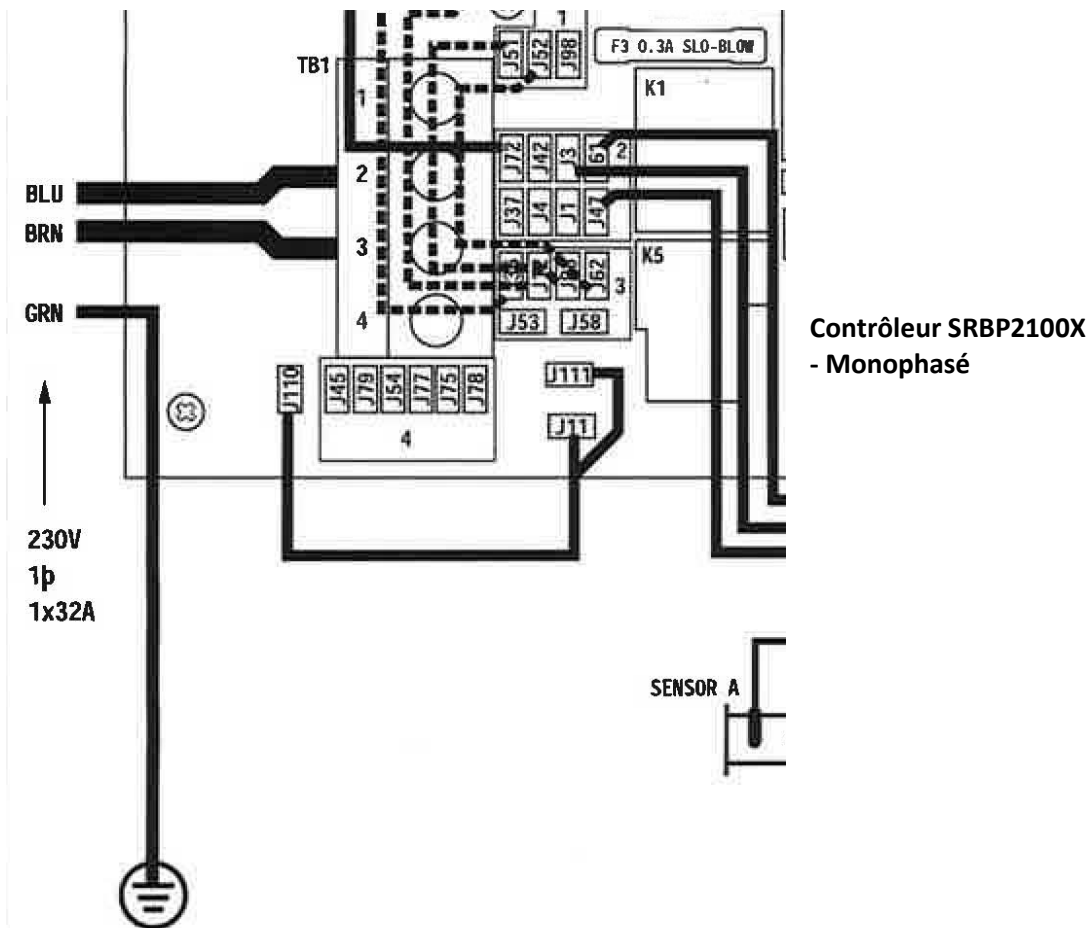 1
J51 J52 J98
F3 0.3A SLO-BLOW
TB1
K1
1
J72 J42 J3 61 2
BLU
2
J37 J4 J1 J47
BRN
3
K5
J62 3
GRN
4
J53 J58
Contrôleur SRBP2100X
- Monophasé
J110
J45 J79 J54 J77 J75 J78
J111
J11
4
230V
1p
1x32A
SENSOR A